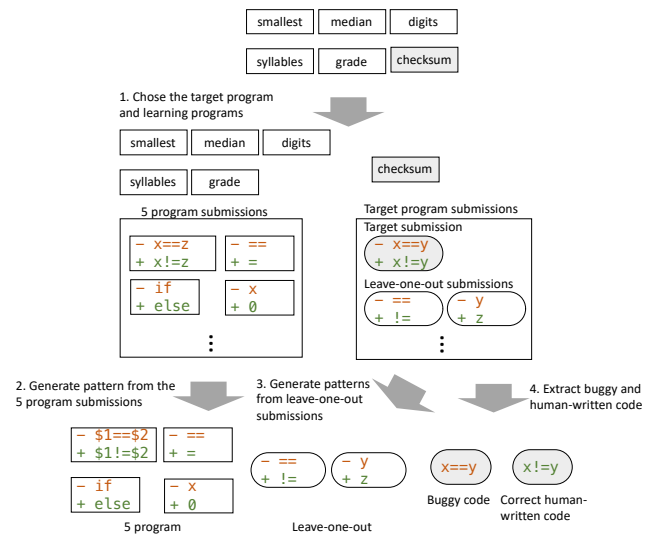 smallest median digits
syllables grade checksum
1. Chose the target program
and learning programs
smallest median digits
checksum
syllables grade
5 program submissions
Target program submissions
Target submission
- x==z
+ x!=z
- ==
+ =
- x==y
+ x!=y
- if
+ else
- x
+ 0
Leave-one-out submissions
- ==
+ !=
- y
+ z
⋮
⋮
2. Generate pattern from the
5 program submissions
3. Generate patterns
from leave-one-out
submissions
4. Extract buggy and
human-written code
- $1==$2
+ $1!=$2
- ==
+ =
- if
+ else
- x
+ 0
5 program
- ==
+ !=
- y
+ z
Leave-one-out
x==y
Buggy code
x!=y
Correct human-
written code